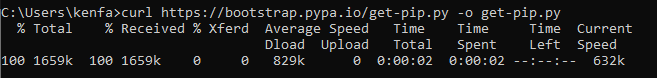 C:\Users\kenfa>curl https://bootstrap.pypa.io/get-pip.py -o get-pip.py
% Total % Received % Xferd Average Speed Time Time Time Current
Dload Upload Total Spent Left Speed
100 1659k 100 1659k 0 0 829k 0 0:00:02 0:00:02 --:--:-- 632k